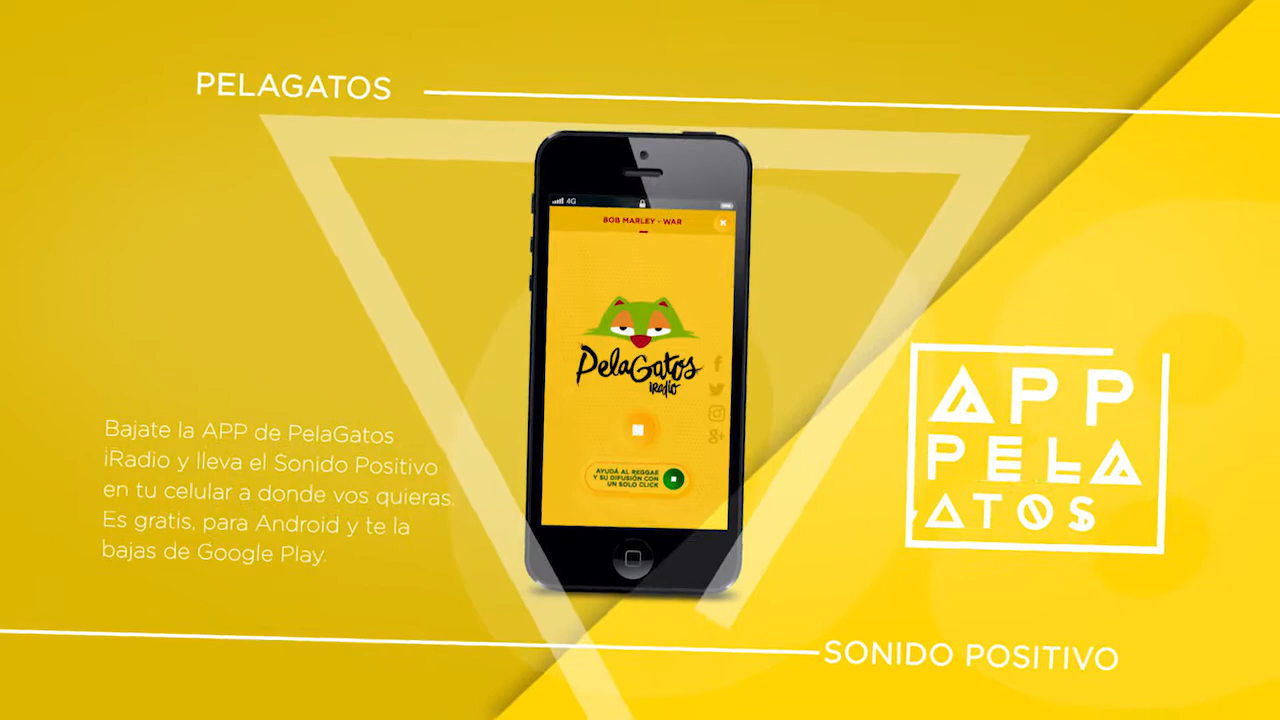 PELAGATOS
4G
BOB MARLEY - WAR
PelaGatos
iRadio
AYUDÁ AL REGGAE
Y SU DIFUSIÓN CON
UN SOLO CLICK
Bajate la APP de PelaGatos
iRadio y lleva el Sonido Positivo
en tu celular a donde vos quieras.
Es gratis, para Android y te la
bajas de Google Play.
APP
PELA
ATOS
SONIDO POSITIVO